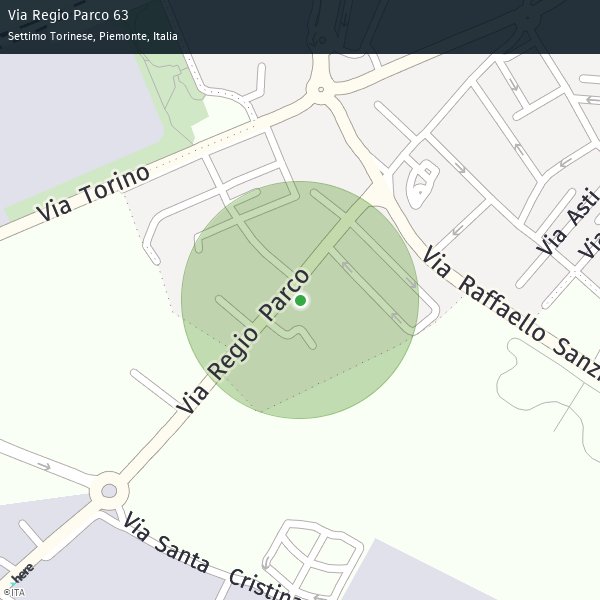 Via Regio Parco 63
Settimo Torinese, Piemonte, Italia
Via Torino
Via Asti
Via
Via Raffaello Sanzi
Via Regio Parco
Via Santa Cristina
here
©ITA